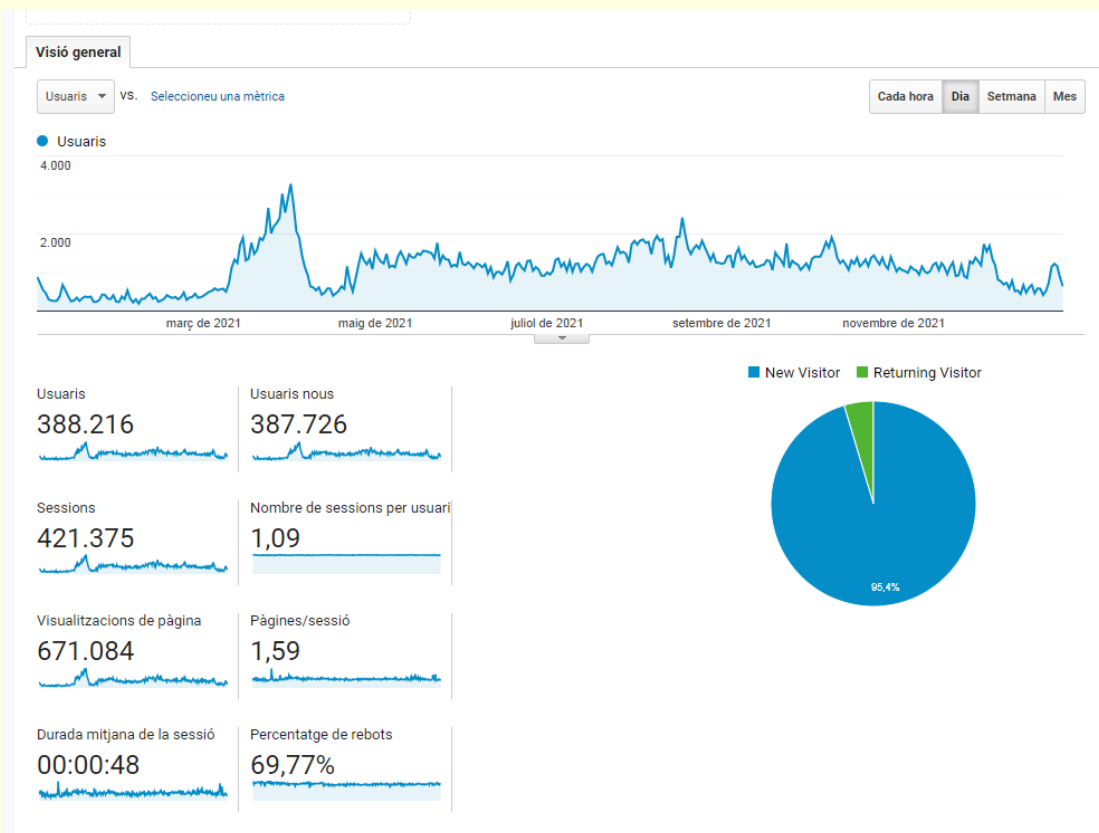 Visió general
Usuaris VS. Seleccioneu una mètrica
Cada hora Dia Setmana Mes
Usuaris
4.000
2.000
març de 2021 maig de 2021 juliol de 2021 setembre de 2021 novembre de 2021
New Visitor Returning Visitor
Usuaris
388.216
Usuaris nous
387.726
Sessions
421.375
Nombre de sessions per usuari
1,09
Visualitzacions de pàgina
671.084
Pàgines/sessió
1,59
Durada mitjana de la sessió
00:00:48
Percentatge de rebots
69,77%
95,4%